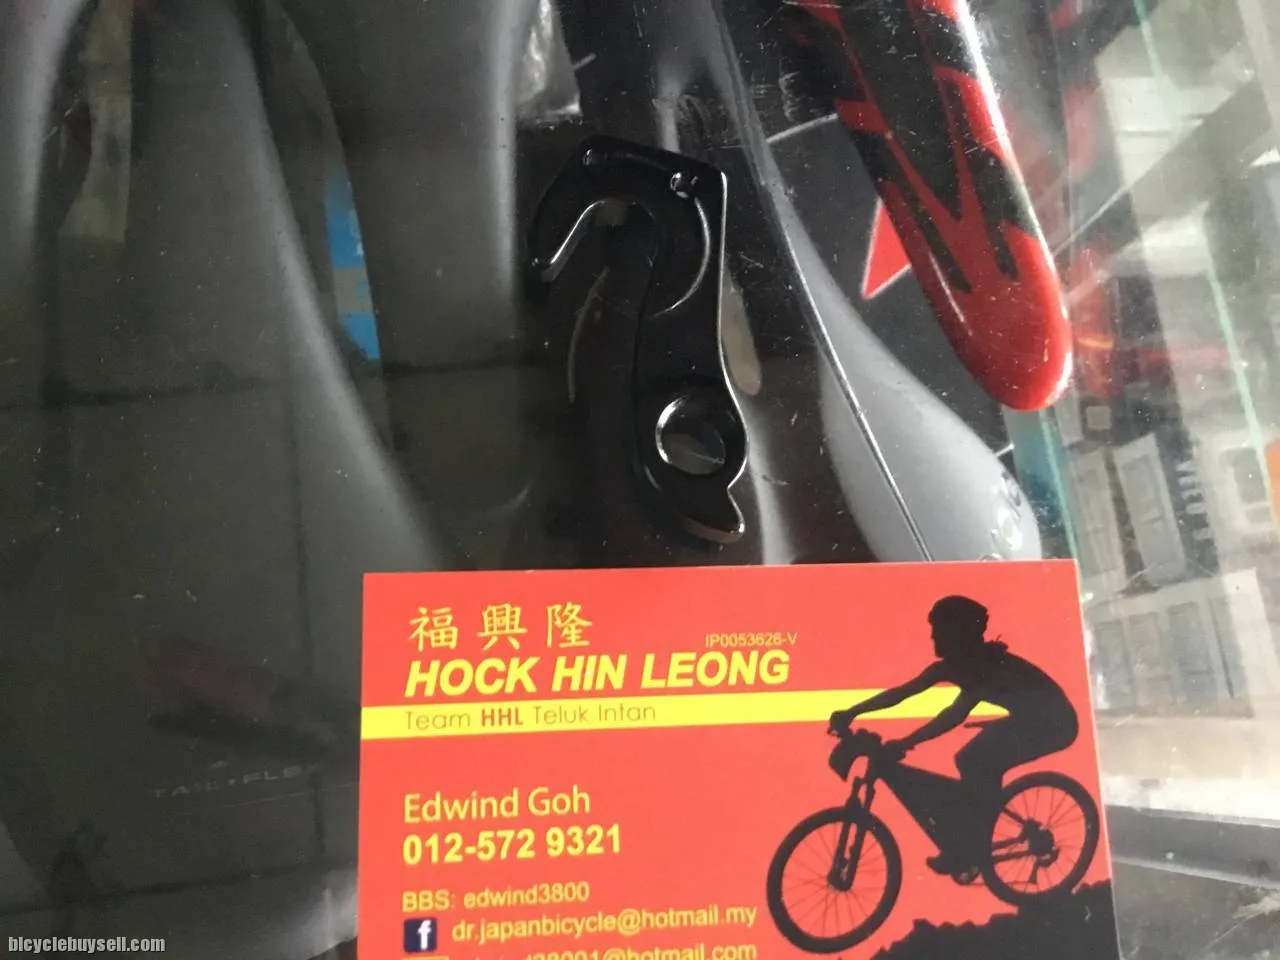 福興隆
IP0053626-V
HOCK HIN LEONG
Team HHL Teluk Intan
Edwind Goh
012-572 9321
BBS: edwind3800
f dr.japanbicycle@hotmail.my
bicyclebuysell.com